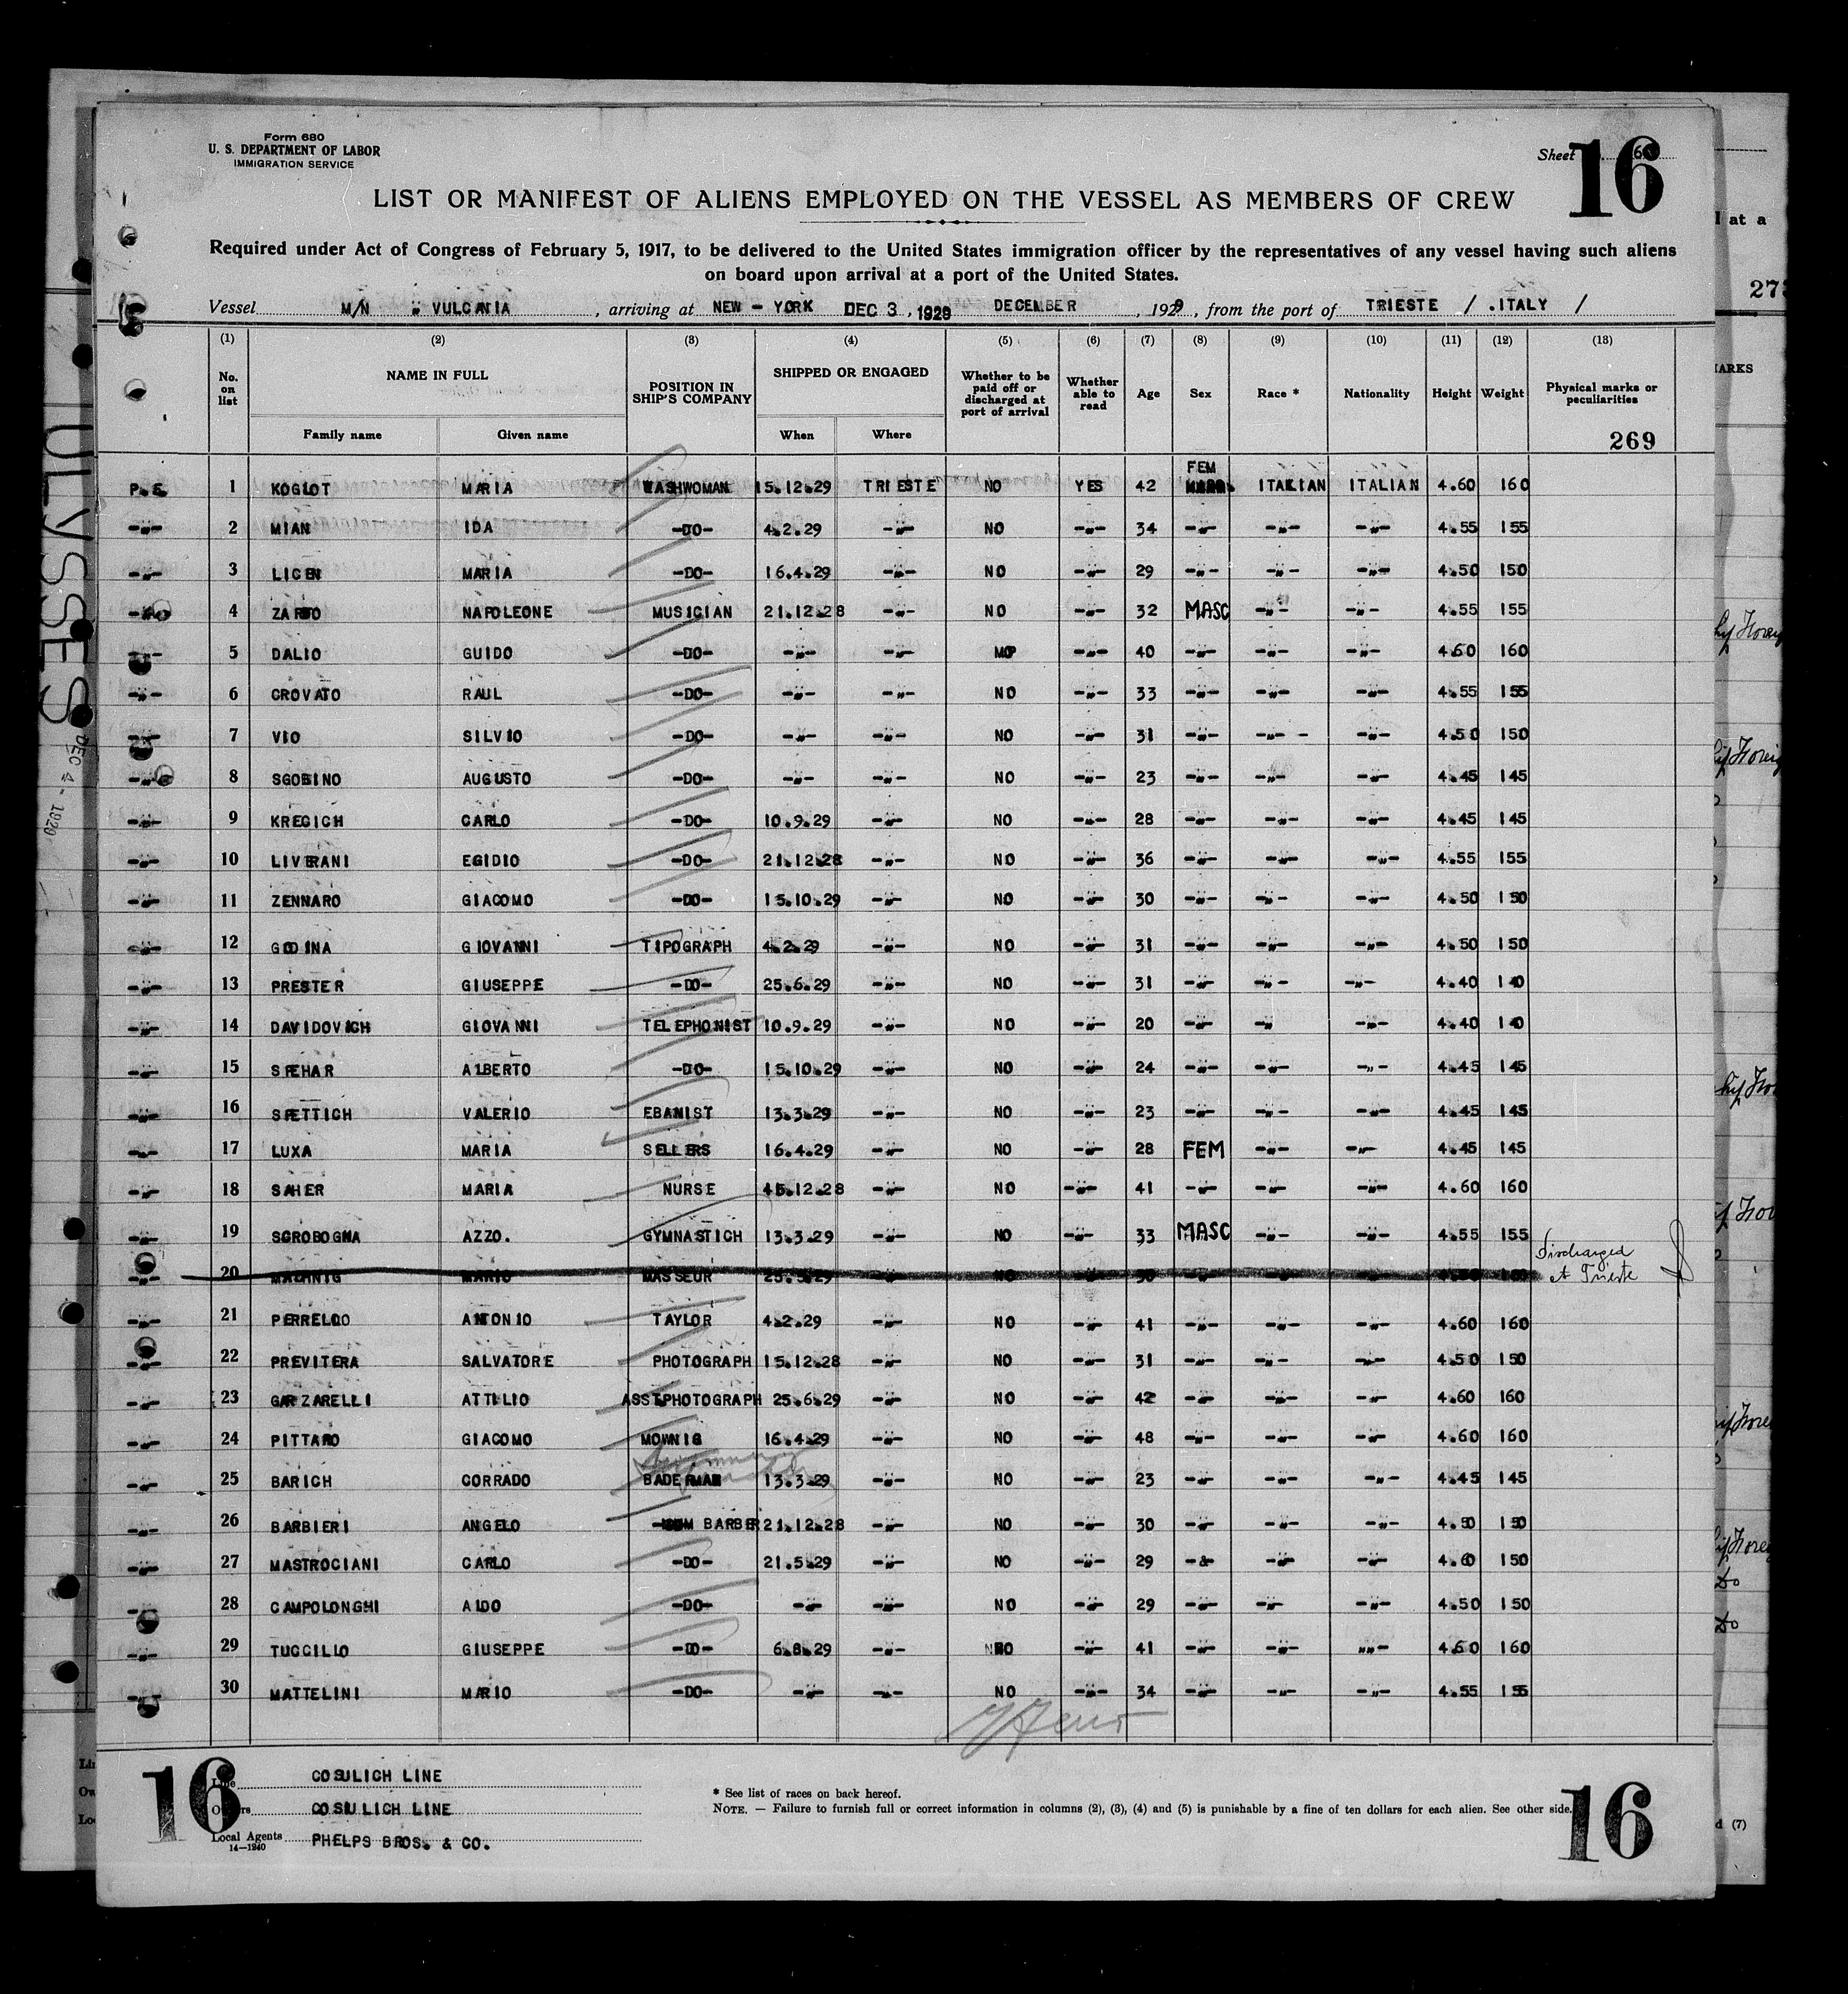 Form 680
U. S. DEPARTMENT OF LABOR
IMMIGRATION SERVICE
Sheet
16
LIST OR MANIFEST OF ALIENS EMPLOYED ON THE VESSEL AS MEMBERS OF CREW
Required under Act of Congress of February 5, 1917, to be delivered to the United States immigration officer by the representatives of any vessel having such aliens
on board upon arrival at a port of the United States.
Vessel M/N " VULCANIA , arriving at NEW - YORK DEC 3, 1929 DECEMBER , 1929 , from the port of TRIESTE / .ITALY /
(1) (2) (3) (4) (5) (6) (7) (8) (9) (10) (11) (12) (13)
No. on list NAME IN FULL Family name Given name POSITION IN SHIP'S COMPANY SHIPPED OR ENGAGED When Where Whether to be paid off or discharged at port of arrival Whether able to read Age Sex Race * Nationality Height Weight Physical marks or peculiarities
269
P.E. 1 KOGLOT MARIA WASHWOMAN 15.12.29 TRIESTE NO YES 42 FEM ITALIAN ITALIAN 4.60 160
-"- 2 MIAN IDA -DO- 4.2.29 -"- NO -"- 34 -"- -"- -"- 4.55 155
-"- 3 LICEN MARIA -DO- 16.4.29 -"- NO -"- 29 -"- -"- -"- 4.50 150
-"- 4 NAPOLEONE MUSICIAN 21.12.28 -"- NO -"- 32 MASC -"- -"- 4.55 155
-"- 5 DALIO GUIDO -DO- -"- -"- -"- 40 -"- -"- -"- 4.60 160
-"- 6 CROVATO RAUL -DO- -"- -"- NO -"- 33 -"- -"- -"- 4.55 155
-"- 7 VIO SILVIO -DO- -"- -"- NO -"- 31 -"- -"- - 4.50 150
-"- 8 SGOBINO AUGUSTO -DO- -"- -"- NO -"- 23 -"- -"- -"- 4.45 145
-"- 9 KREGICH CARLO -DO- 10.9.29 -"- NO -"- 28 -"- -"- -"- 4.45 145
-"- 10 LIVERANI EGIDIO -DO- 21.12.28 -"- NO -"- 36 -"- -"- -"- 4.55 155
-"- 11 ZENNARO GIACOMO -DO- 15.10.29 -"- NO -"- 30 -"- -"- -"- 4.50 150
-"- 12 GODINA GIOVANNI TIPOGRAPH 4.2.29 -"- NO -"- 31 -"- -"- -"- 4.50 150
-"- 13 PRESTER GIUSEPPE -DO- 25.6.29 -"- NO -"- 31 -"- -"- -"- 4.40 140
-"- 14 DAVIDOVICH GIOVANNI TELEPHONIST 10.9.29 -"- NO -"- 20 -"- -" -"- 4.40 140
-"- 15 SPEHAR ALBERTO -DO- 15.10.29 -"- NO -"- 24 -"- -"- -"- 4.45 145
-"- 16 SPETTICH VALERIO EBANIST 13.3.29 -"- NO -"- 23 -"- -"- -"- 4.45 145
-"- 17 LUXA MARIA SELLERS 16.4.29 -"- NO -"- 28 FEM -"- -"- 4.45 145
-"- 18 SAHER MARIA NURSE 15.12.28 -"- NO -"- 41 -"- -"- -"- 4.60 160
-"- 19 SGROBOGNA AZZO. GYMNASTICH 13.3.29 -"- NO -"- 33 MASC -"- -"- 4.55 155
20 MARIO MASSEUR NO Discharged at Trieste
-"- 21 ANTONIO TAYLOR 4.2.29 -"- NO -"- 41 -"- -"- -"- 4.60 160
-"- 22 PREVITERA SALVATORE PHOTOGRAPH 15.12.28 -"- NO -"- 31 -"- -"- -"- 4.50 150
-"- 23 GARZARELLI ATTILIO ASST.PHOTOGRAPH 25.6.29 -"- NO -"- 42 -"- -"- -"- 4.60 160
-"- 24 PITTARO GIACOMO MOWNIG 16.4.29 -"- NO -"- 48 -"- -"- -"- 4.60 160
-"- 25 BARICH CORRADO BADERMAN 13.3.29 -"- NO -"- 23 -"- -"- -"- 4.45 145
-"- 26 BARBIERI ANGELO BARBER 21.12.28 -"- NO -"- 30 -"- -"- -"- 4.50 150
-"- 27 MASTROCIANI CARLO -DO- 21.5.29 -"- NO -"- 29 -&- -"- -"- 4.60 150
-"- 28 CAMPOLONGHI ALDO -DO- -"- -"- NO -"- 29 -"- -"- -"- 4.50 150
-"- 29 TUCCILLO GIUSEPPE -DO- 6.8.29 -"- NO -"- 41 -"- -"- ""- 4.60 160
-"- 30 MATTELINI MARIO -DO- -"- -"- NO -"- 34 -"- -"- -"- 4.55 155
16
Line COSULICH LINE
Owners COSULICH LINE
Local Agents PHELPS BROS. & CO.
14—1240
* See list of races on back hereof.
NOTE. — Failure to furnish full or correct information in columns (2), (3), (4) and (5) is punishable by a fine of ten dollars for each alien. See other side.
16
ULYSSES
DEC 4 - 1929
l at a
273
ARKS
Do
Do
d (7)